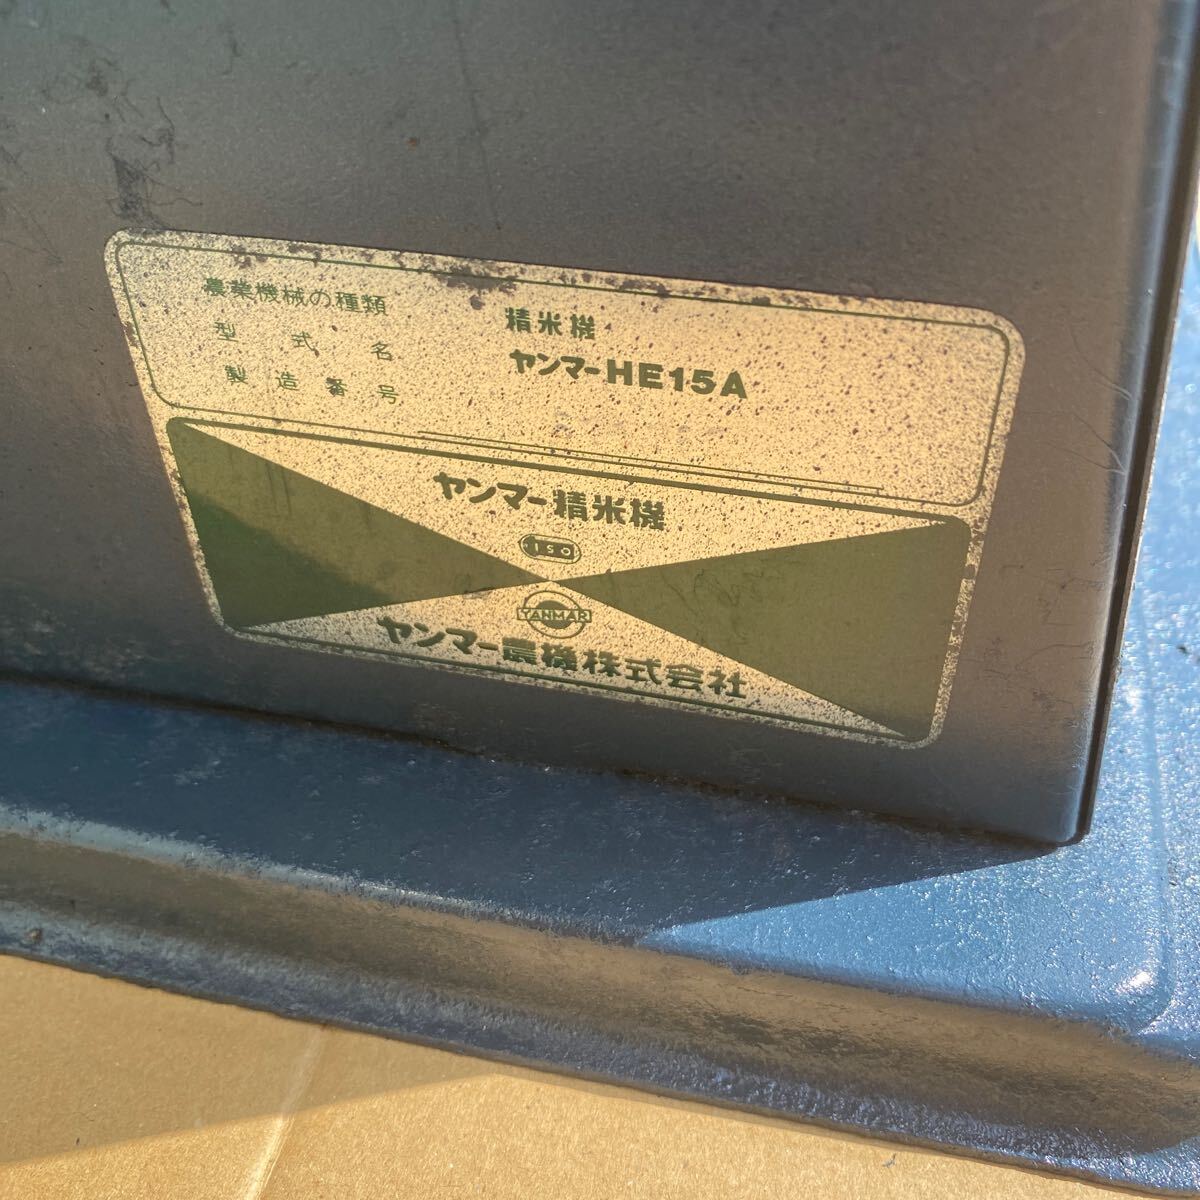 農業機械の種類 精米機
型式名 ヤンマーHE15A
製造番号
ヤンマー精米機
ISO
YANMAR
ヤンマー農機株式会社